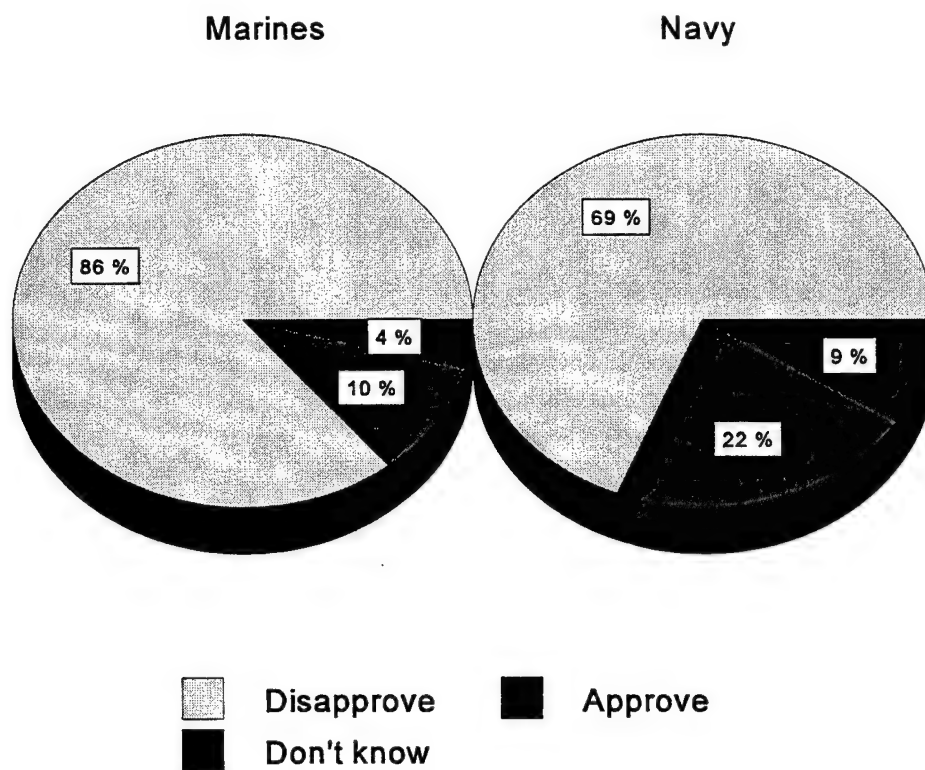 Marines Navy
69 %
86 %
4 %
9 %
10 %
22 %
Disapprove Approve
Don't know